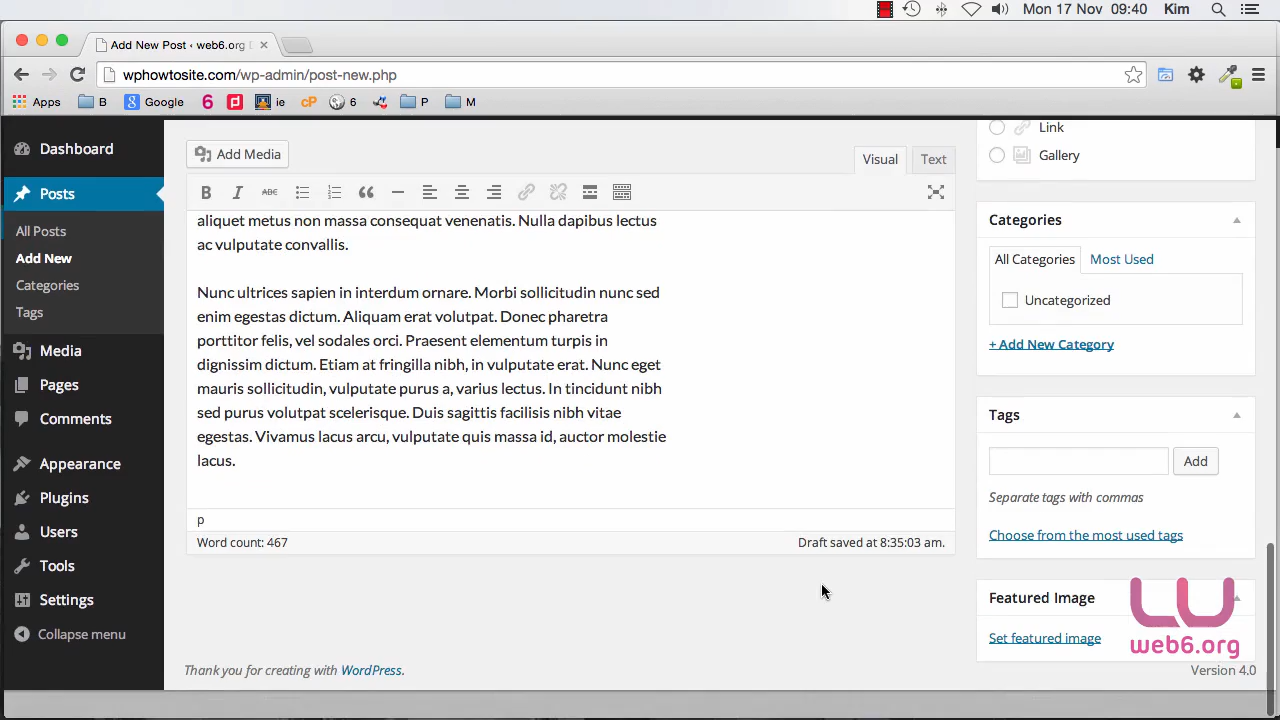 Mon 17 Nov 09:40 Kim
Add New Post ‹ web6.org
wphowtosite.com/wp-admin/post-new.php
Apps B Google 6 ie cP 6 P M
Dashboard
Posts
All Posts
Add New
Categories
Tags
Media
Pages
Comments
Appearance
Plugins
Users
Tools
Settings
Collapse menu
Add Media
Visual Text
B I ABC
aliquet metus non massa consequat venenatis. Nulla dapibus lectus
ac vulputate convallis.
Nunc ultrices sapien in interdum ornare. Morbi sollicitudin nunc sed
enim egestas dictum. Aliquam erat volutpat. Donec pharetra
porttitor felis, vel sodales orci. Praesent elementum turpis in
dignissim dictum. Etiam at fringilla nibh, in vulputate erat. Nunc eget
mauris sollicitudin, vulputate purus a, varius lectus. In tincidunt nibh
sed purus volutpat scelerisque. Duis sagittis facilisis nibh vitae
egestas. Vivamus lacus arcu, vulputate quis massa id, auctor molestie
lacus.
p
Word count: 467 Draft saved at 8:35:03 am.
Link
Gallery
Categories
All Categories Most Used
Uncategorized
+ Add New Category
Tags
Add
Separate tags with commas
Choose from the most used tags
Featured Image
Set featured image
web6.org
Thank you for creating with WordPress.
Version 4.0